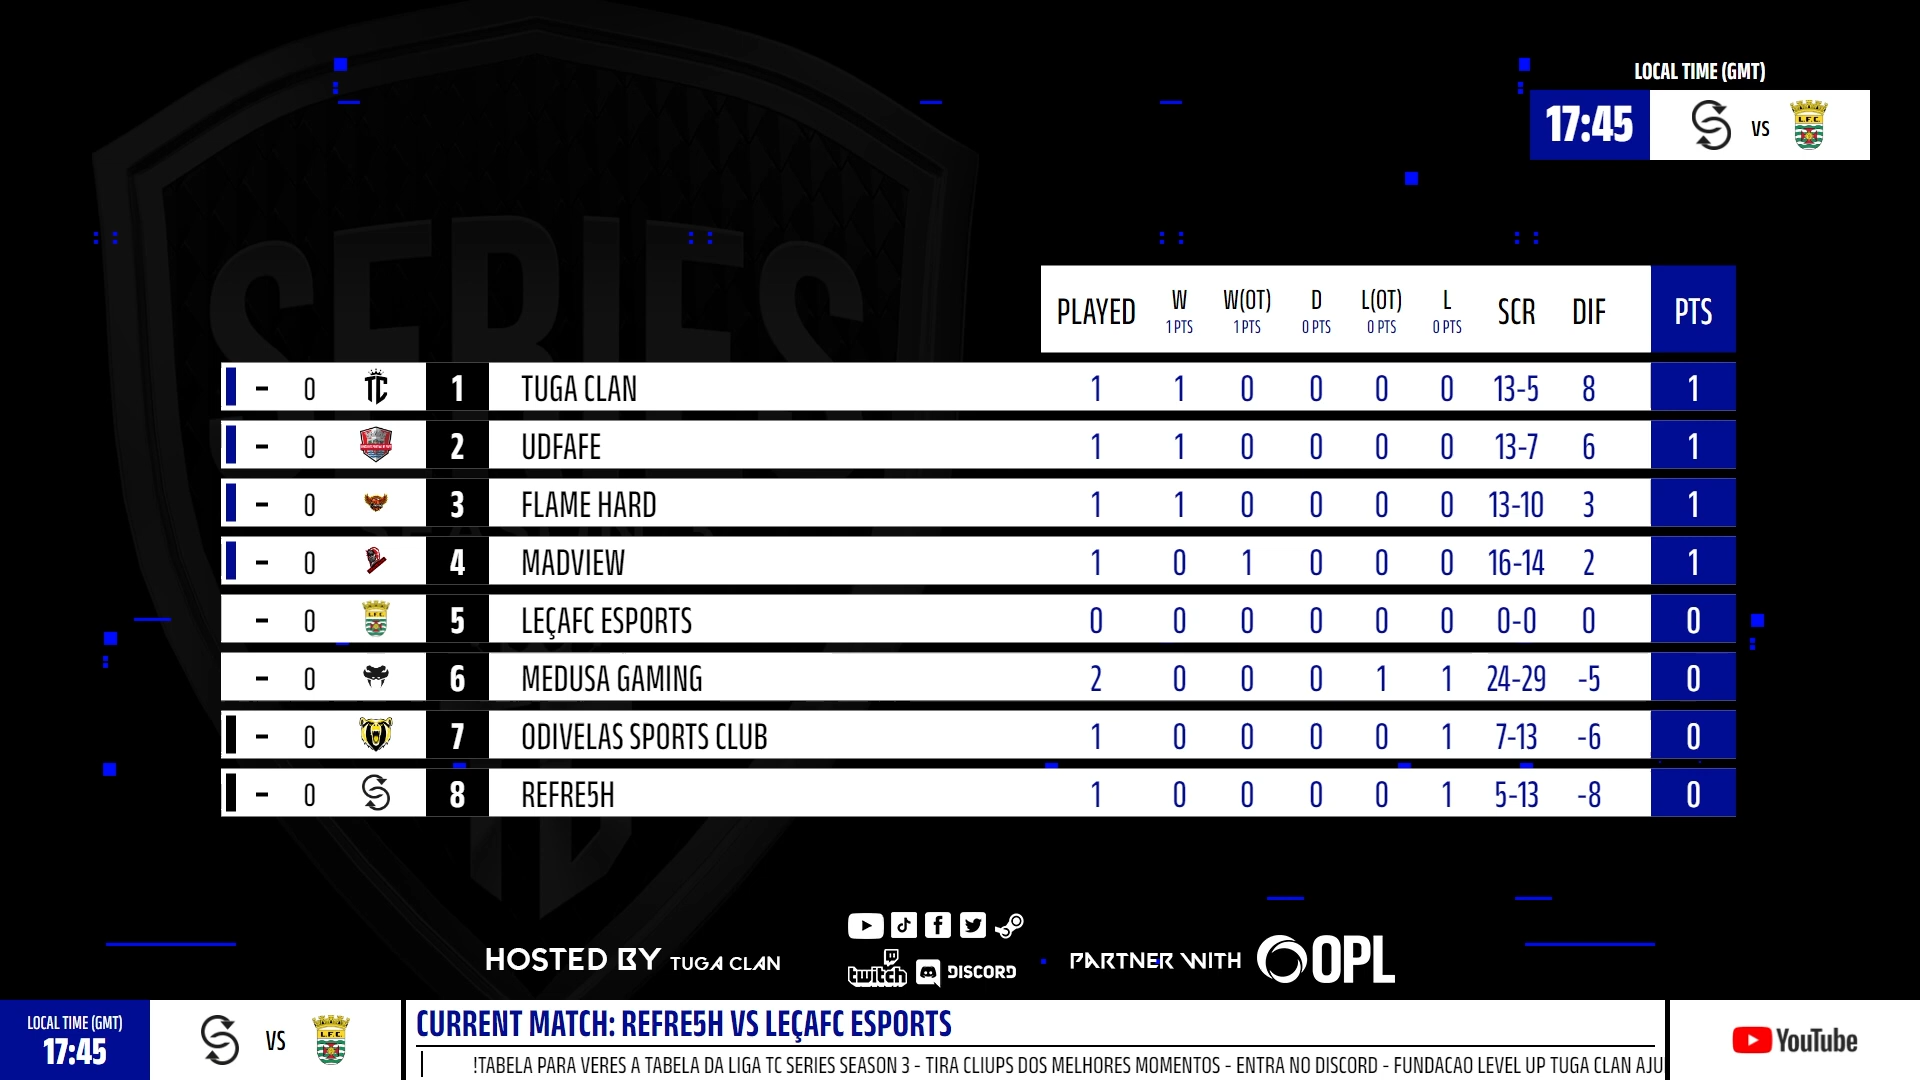 LOCAL TIME (GMT)
17:45 VS L.F.C.
SERIES
PLAYED W W(OT) D L(OT) L SCR DIF PTS
1 PTS 1 PTS 0 PTS 0 PTS 0 PTS
- 0 TC 1 TUGA CLAN 1 1 0 0 0 0 13-5 8 1
- 0 2 UDFAFE 1 1 0 0 0 0 13-7 6 1
- 0 3 FLAME HARD 1 1 0 0 0 0 13-10 3 1
- 0 4 MADVIEW 1 0 1 0 0 0 16-14 2 1
- 0 L.F.C. 5 LEÇAFC ESPORTS 0 0 0 0 0 0 0-0 0 0
- 0 6 MEDUSA GAMING 2 0 0 0 1 1 24-29 -5 0
- 0 7 ODIVELAS SPORTS CLUB 1 0 0 0 0 1 7-13 -6 0
- 0 8 REFRE5H 1 0 0 0 0 1 5-13 -8 0
HOSTED BY TUGA CLAN
twitch DISCORD
PARTNER WITH OPL
LOCAL TIME (GMT)
17:45
VS L.F.C.
CURRENT MATCH: REFRE5H VS LEÇAFC ESPORTS
!TABELA PARA VERES A TABELA DA LIGA TC SERIES SEASON 3 - TIRA CLIUPS DOS MELHORES MOMENTOS - ENTRA NO DISCORD - FUNDACAO LEVEL UP TUGA CLAN AJU
YouTube